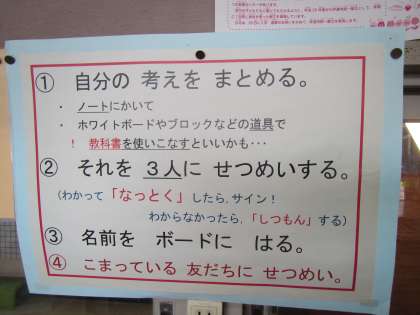 ① 自分の 考えを まとめる。
・ ノートにかいて
・ ホワイトボードやブロックなどの道具で
！ 教科書を使いこなすといいかも・・・
② それを ３人に せつめいする。
(わかって「なっとく」したら, サイン！
わからなかったら,「しつもん」する)
③ 名前を ボードに はる。
④ こまっている 友だちに せつめい。